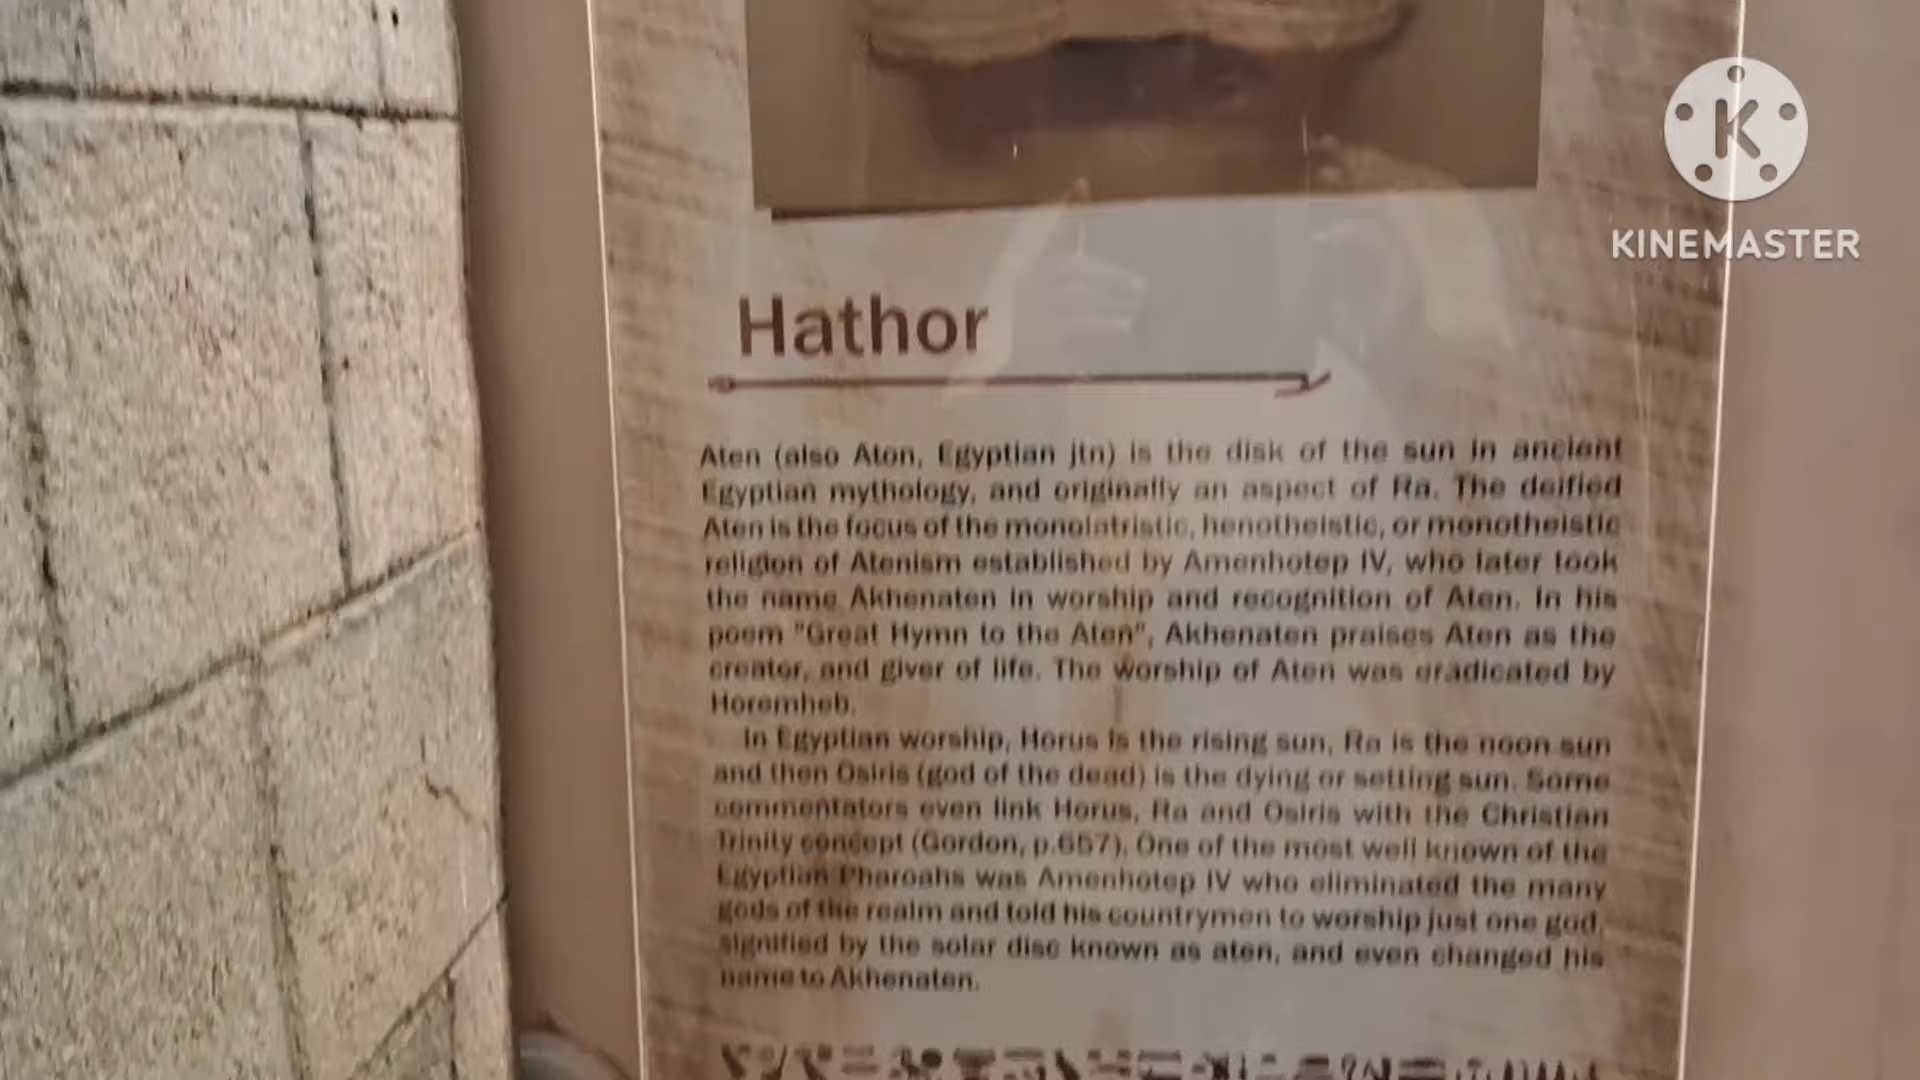 KINEMASTER
Hathor
Aten (also Aton, Egyptian jtn) is the disk of the sun in ancient
Egyptian mythology, and originally an aspect of Ra. The deified
Aten is the focus of the monolatristic, henotheistic, or monotheistic
religion of Atenism established by Amenhotep IV, who later took
the name Akhenaten in worship and recognition of Aten. In his
poem "Great Hymn to the Aten", Akhenaten praises Aten as the
creator, and giver of life. The worship of Aten was eradicated by
Horemheb.
In Egyptian worship, Horus is the rising sun, Ra is the noon sun
and then Osiris (god of the dead) is the dying or setting sun. Some
commentators even link Horus, Ra and Osiris with the Christian
Trinity concept (Gordon, p.657). One of the most well known of the
Egyptian Pharoahs was Amenhotep IV who eliminated the many
gods of the realm and told his countrymen to worship just one god,
signified by the solar disc known as aten, and even changed his
name to Akhenaten.